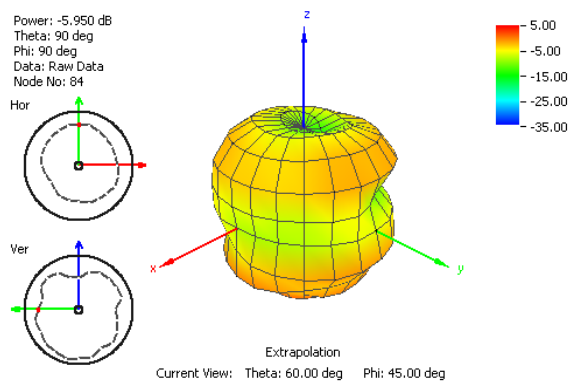 Power: -5.950 dB
Theta: 90 deg
Phi: 90 deg
Data: Raw Data
Node No: 84
Hor
Ver
z
x
y
5.00
-5.00
-15.00
-25.00
-35.00
Extrapolation
Current View: Theta: 60.00 deg Phi: 45.00 deg